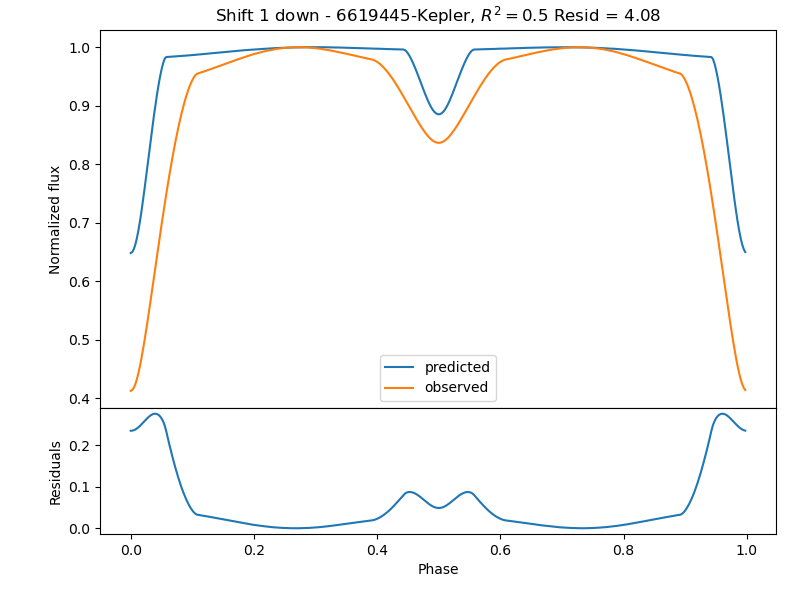 Shift 1 down - 6619445-Kepler, $R^2 = 0.5$ Resid = 4.08
1.0
0.9
0.8
0.7
0.6
0.5
0.4
Normalized flux
predicted
observed
0.2
0.1
0.0
Residuals
0.0 0.2 0.4 0.6 0.8 1.0
Phase